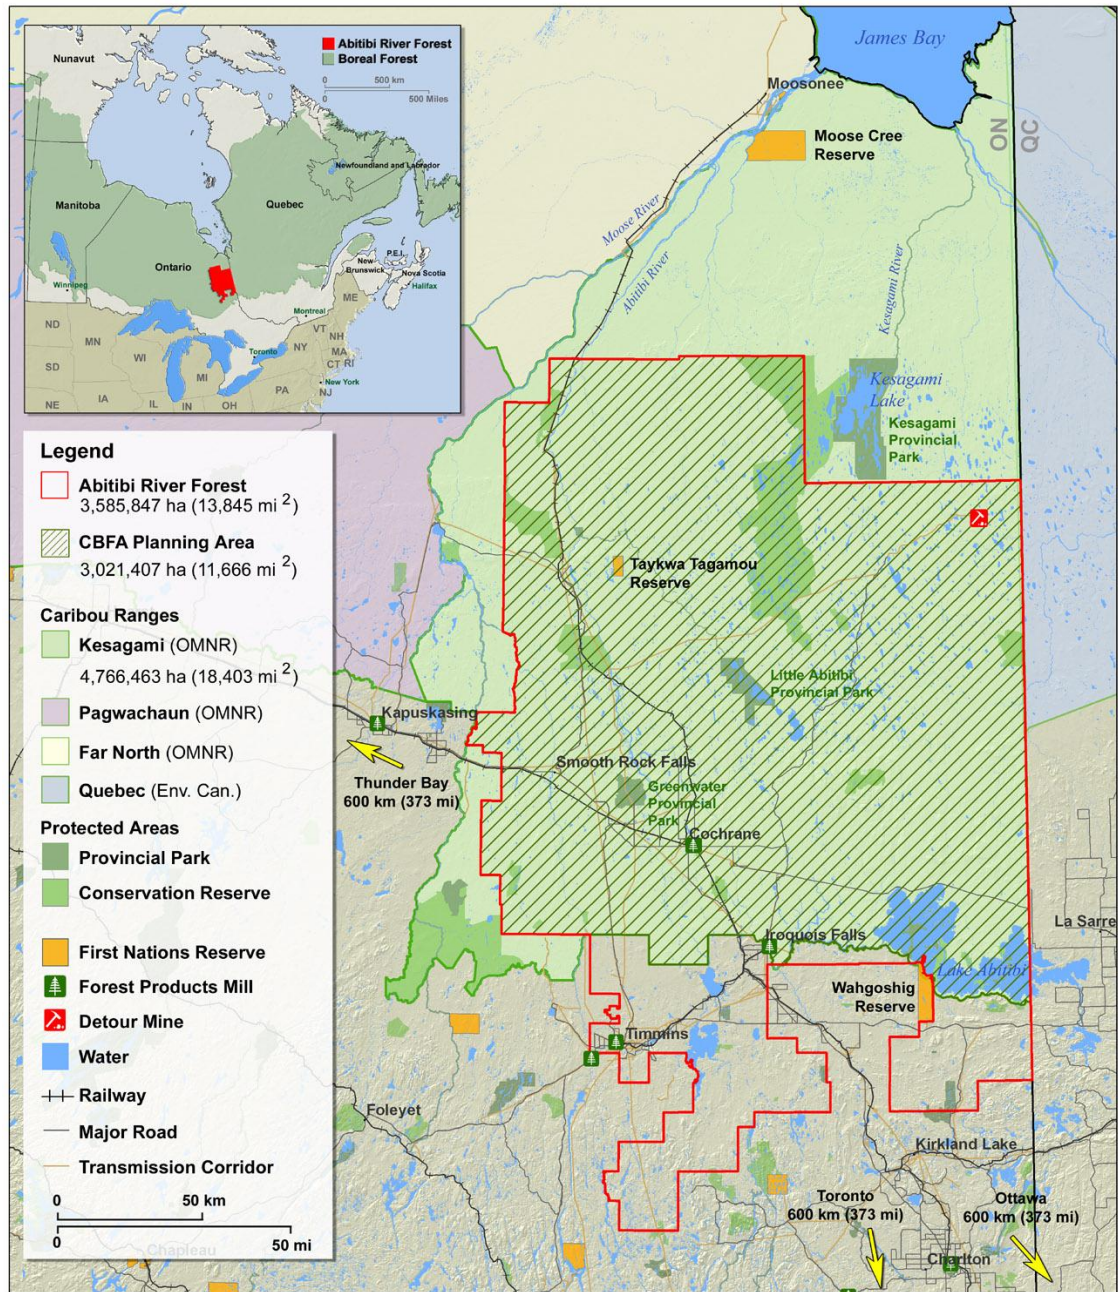 Nunavut
Abitibi River Forest
Boreal Forest
0 500 km
0 500 Miles
Newfoundland and Labrador
Manitoba
Quebec
Ontario
P.E.I.
New
Brunswick
Nova Scotia
Halifax
Winnipeg
Montreal
ME
ND
MN
VT
NH
Toronto
NY
MA
WI
SD
MI
CT RI
New York
PA
IA
NJ
NE
IL
IN
OH
James Bay
Moosonee
Moose Cree
Reserve
ON
QC
Moose River
Abitibi River
Kesagami River
Kesagami
Lake
Kesagami
Provincial
Park
Taykwa Tagamou
Reserve
Little Abitibi
Provincial Park
Kapuskasing
Thunder Bay
600 km (373 mi)
Smooth Rock Falls
Greenwater
Provincial
Park
Cochrane
La Sarre
Iroquois Falls
Lake Abitibi
Wahgoshig
Reserve
Timmins
Foleyet
Kirkland Lake
Toronto
600 km (373 mi)
Ottawa
600 km (373 mi)
Charlton
Chapleau
Legend
Abitibi River Forest
3,585,847 ha (13,845 mi 2)
CBFA Planning Area
3,021,407 ha (11,666 mi 2)
Caribou Ranges
Kesagami (OMNR)
4,766,463 ha (18,403 mi 2)
Pagwachaun (OMNR)
Far North (OMNR)
Quebec (Env. Can.)
Protected Areas
Provincial Park
Conservation Reserve
First Nations Reserve
Forest Products Mill
Detour Mine
Water
Railway
Major Road
Transmission Corridor
0 50 km
0 50 mi